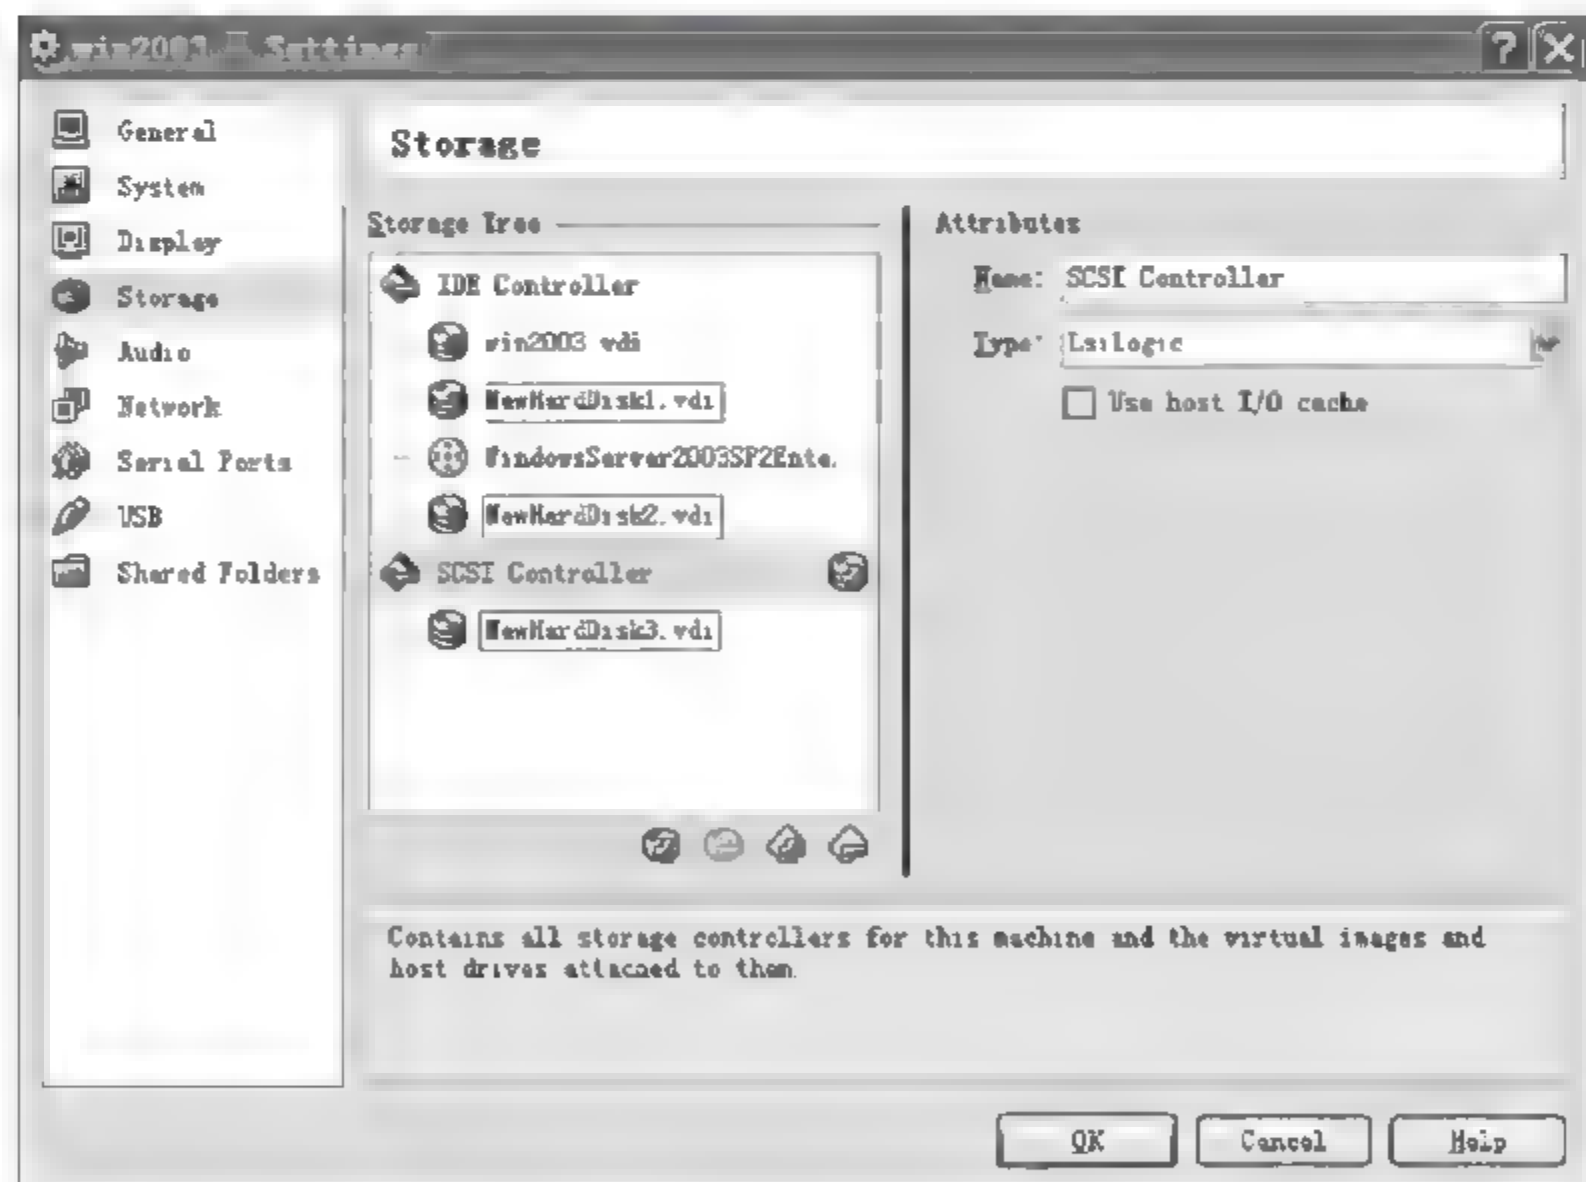 win2003 - Settings
General
System
Display
Storage
Audio
Network
Serial Ports
USB
Shared Folders
Storage
Storage Tree
IDE Controller
win2003.vdi
NewHardDisk1.vdi
WindowsServer2003SP2Ente.
NewHardDisk2.vdi
SCSI Controller
NewHardDisk3.vdi
Attributes
Name: SCSI Controller
Type: Lsilogic
Use host I/O cache
Contains all storage controllers for this machine and the virtual images and
host drives attached to them.
OK
Cancel
Help